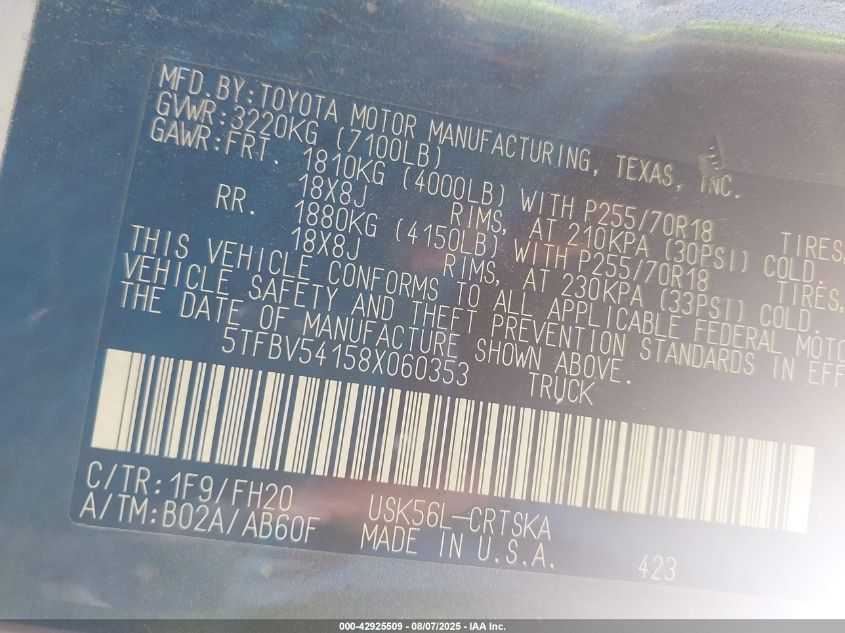 MFD. BY: TOYOTA MOTOR MANUFACTURING, TEXAS, INC.
GVWR: 3220KG (7100LB)
GAWR: FRT. 1810KG (4000LB) WITH P255/70R18 TIRES,
18X8J RIMS, AT 210KPA (30PSI) COLD.
RR. 1880KG (4150LB) WITH P255/70R18 TIRES,
18X8J RIMS, AT 230KPA (33PSI) COLD.
THIS VEHICLE CONFORMS TO ALL APPLICABLE FEDERAL MOTO
VEHICLE SAFETY AND THEFT PREVENTION STANDARDS IN EFF
THE DATE OF MANUFACTURE SHOWN ABOVE.
5TFBV54158X060353 TRUCK
C/TR: 1F9/FH20
A/TM: B02A/AB60F USK56L-CRTSKA
MADE IN U.S.A. 423
000-42925509 - 08/07/2025 - IAA Inc.